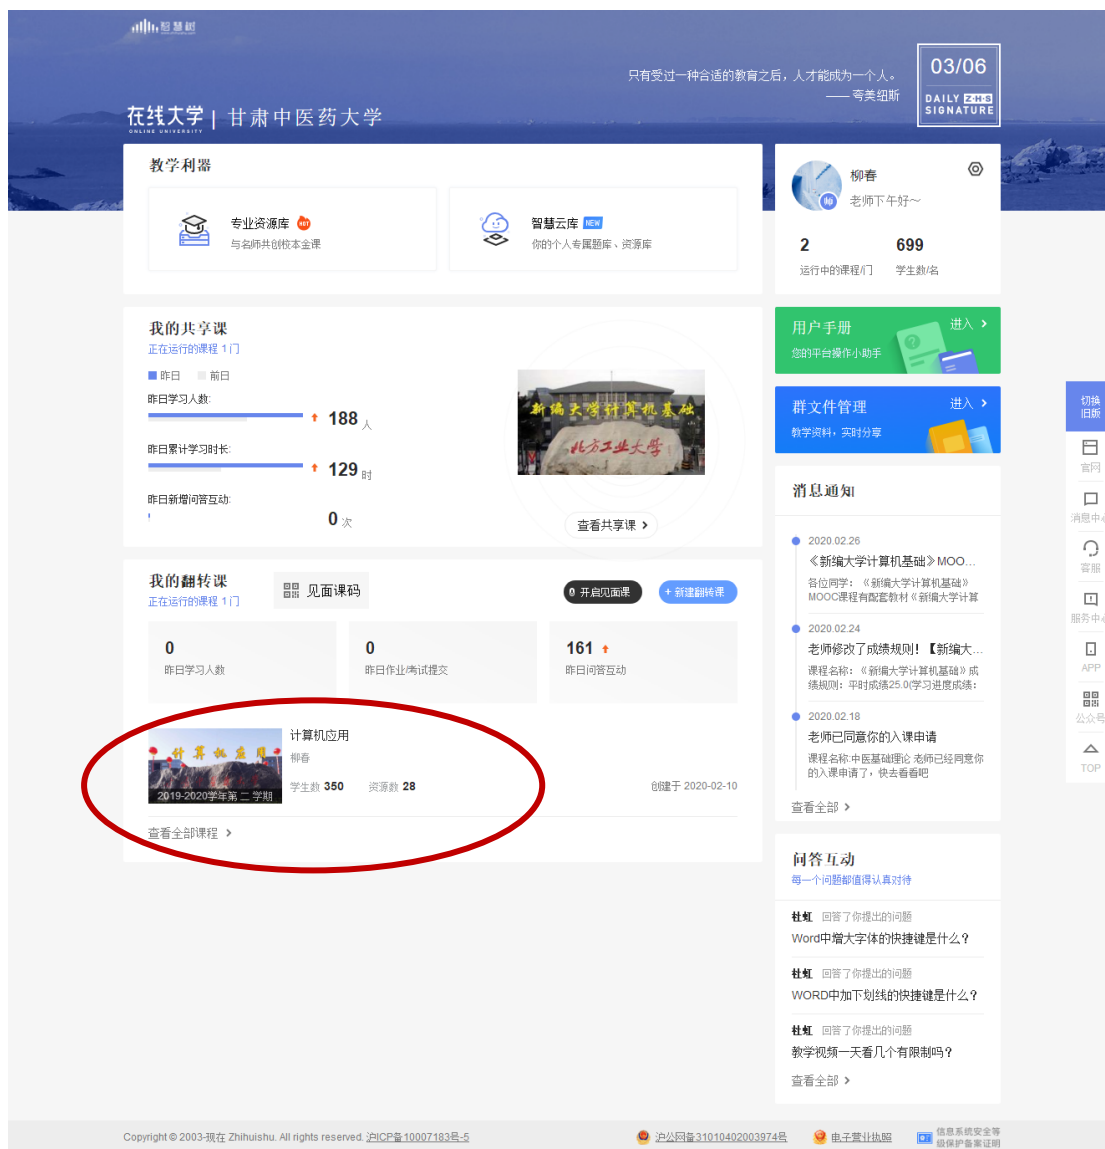 智慧树
只有受过一种合适的教育之后，人才能成为一个人。
—— 夸美纽斯
03/06
DAILY Z·H·S
SIGNATURE
在线大学 | 甘肃中医药大学
ONLINE UNIVERSITY
教学利器
专业资源库 HOT
与名师共创校本金课
智慧云库 NEW
你的个人专属题库、资源库
柳春
老师下午好～
2
699
运行中的课程/门
学生数/名
我的共享课
正在运行的课程 1门
昨日 前日
昨日学习人数:
188 人
昨日累计学习时长:
129 时
昨日新增问答互动:
0 次
新编大学计算机基础
北方工业大学
查看共享课 >
用户手册
进入 >
您的平台操作小助手
群文件管理
进入 >
教学资料，实时分享
消息通知
2020.02.26
《新编大学计算机基础》MOO...
各位同学：《新编大学计算机基础》
MOOC课程有配套教材《新编大学计算
2020.02.24
老师修改了成绩规则！【新编大...
课程名称：《新编大学计算机基础》成
绩规则：平时成绩25.0(学习进度成绩：
2020.02.18
老师已同意你的入课申请
课程名称:中医基础理论 老师已经同意你
的入课申请了，快去看看吧
查看全部 >
我的翻转课
正在运行的课程 1门
见面课码
开启见面课
+ 新建翻转课
0
昨日学习人数
0
昨日作业/考试提交
161
昨日问答互动
计算机应用
2019-2020学年第 二 学期
计算机应用
柳春
学生数 350
资源数 28
创建于 2020-02-10
查看全部课程 >
问答互动
每一个问题都值得认真对待
杜虹 回答了你提出的问题
Word中增大字体的快捷键是什么？
杜虹 回答了你提出的问题
WORD中加下划线的快捷键是什么？
杜虹 回答了你提出的问题
教学视频一天看几个有限制吗？
查看全部 >
切换
旧版
官网
消息中心
客服
服务中心
APP
公众号
TOP
Copyright © 2003-现在 Zhihuishu. All rights reserved. 沪ICP备10007183号-5
沪公网备31010402003974号
电子营业执照
信息系统安全等
级保护备案证明